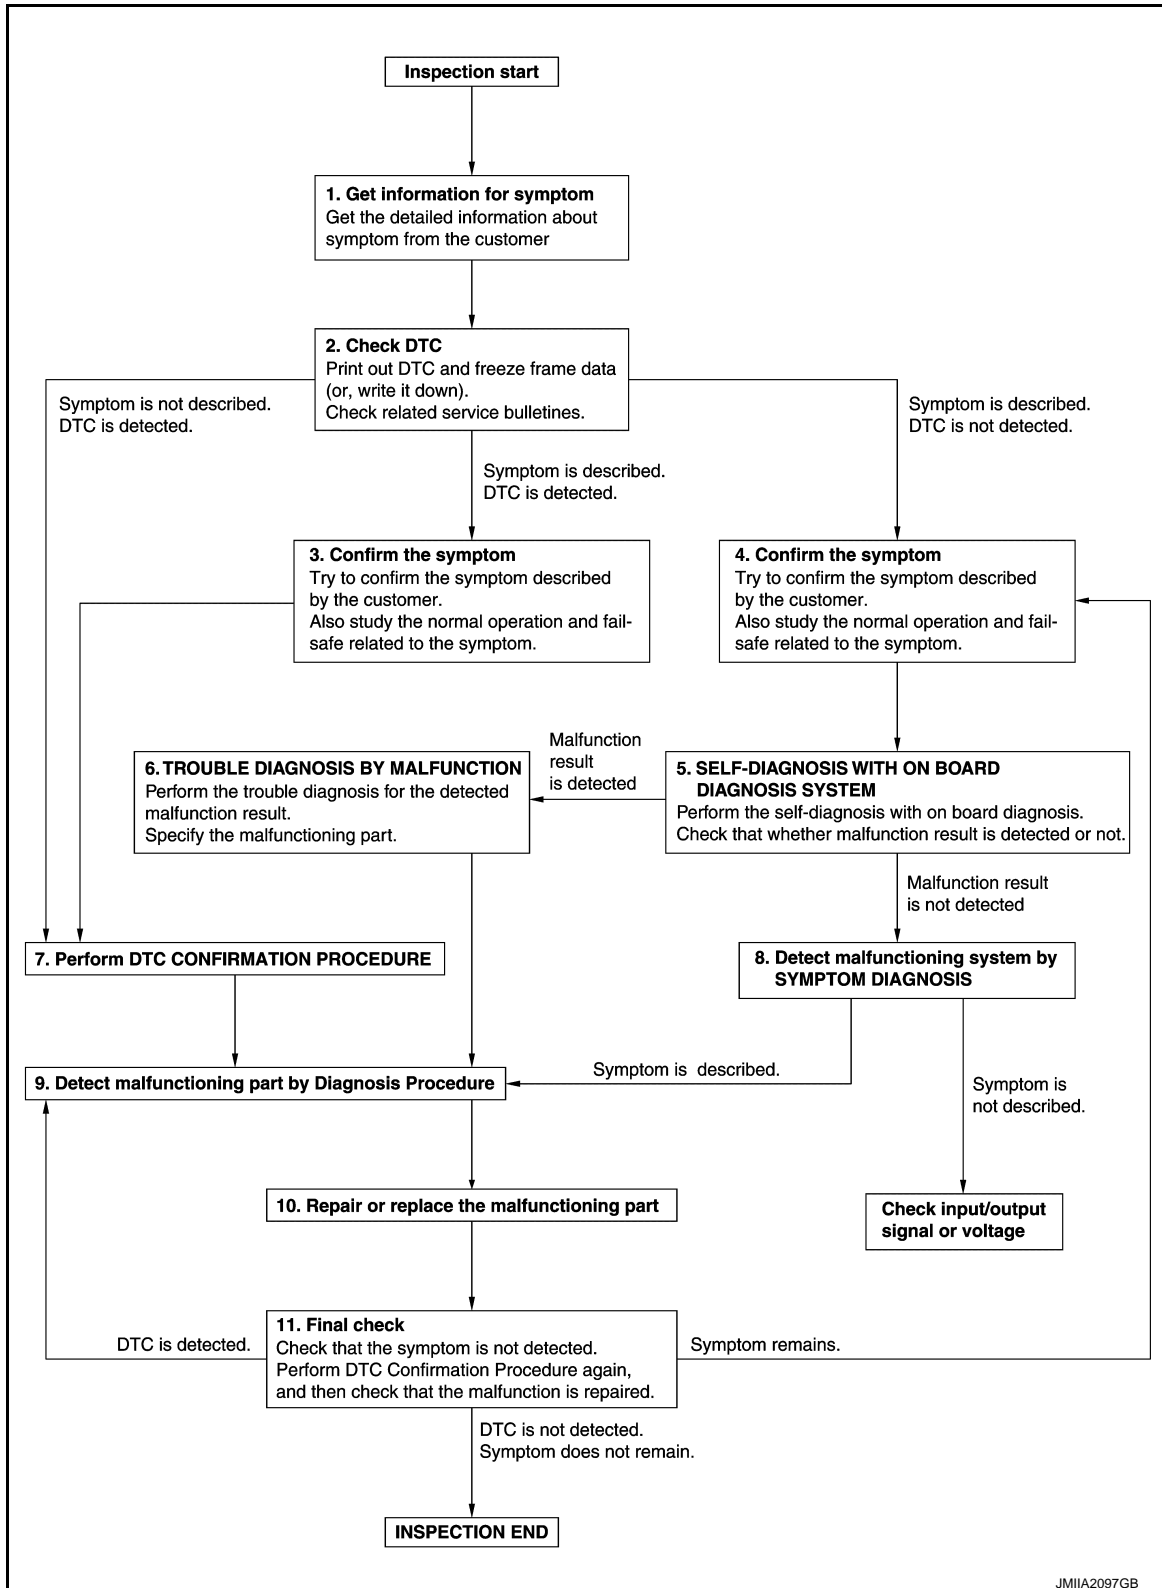 Inspection start
1. Get information for symptom
Get the detailed information about
symptom from the customer
2. Check DTC
Print out DTC and freeze frame data
(or, write it down).
Check related service bulletines.
Symptom is not described.
DTC is detected.
Symptom is described.
DTC is not detected.
Symptom is described.
DTC is detected.
3. Confirm the symptom
Try to confirm the symptom described
by the customer.
Also study the normal operation and fail-
safe related to the symptom.
4. Confirm the symptom
Try to confirm the symptom described
by the customer.
Also study the normal operation and fail-
safe related to the symptom.
Malfunction
result
is detected
6. TROUBLE DIAGNOSIS BY MALFUNCTION
Perform the trouble diagnosis for the detected
malfunction result.
Specify the malfunctioning part.
5. SELF-DIAGNOSIS WITH ON BOARD
DIAGNOSIS SYSTEM
Perform the self-diagnosis with on board diagnosis.
Check that whether malfunction result is detected or not.
Malfunction result
is not detected
7. Perform DTC CONFIRMATION PROCEDURE
8. Detect malfunctioning system by
SYMPTOM DIAGNOSIS
Symptom is described.
9. Detect malfunctioning part by Diagnosis Procedure
Symptom is
not described.
10. Repair or replace the malfunctioning part
Check input/output
signal or voltage
11. Final check
Check that the symptom is not detected.
Perform DTC Confirmation Procedure again,
and then check that the malfunction is repaired.
DTC is detected.
Symptom remains.
DTC is not detected.
Symptom does not remain.
INSPECTION END
JMIIA2097GB